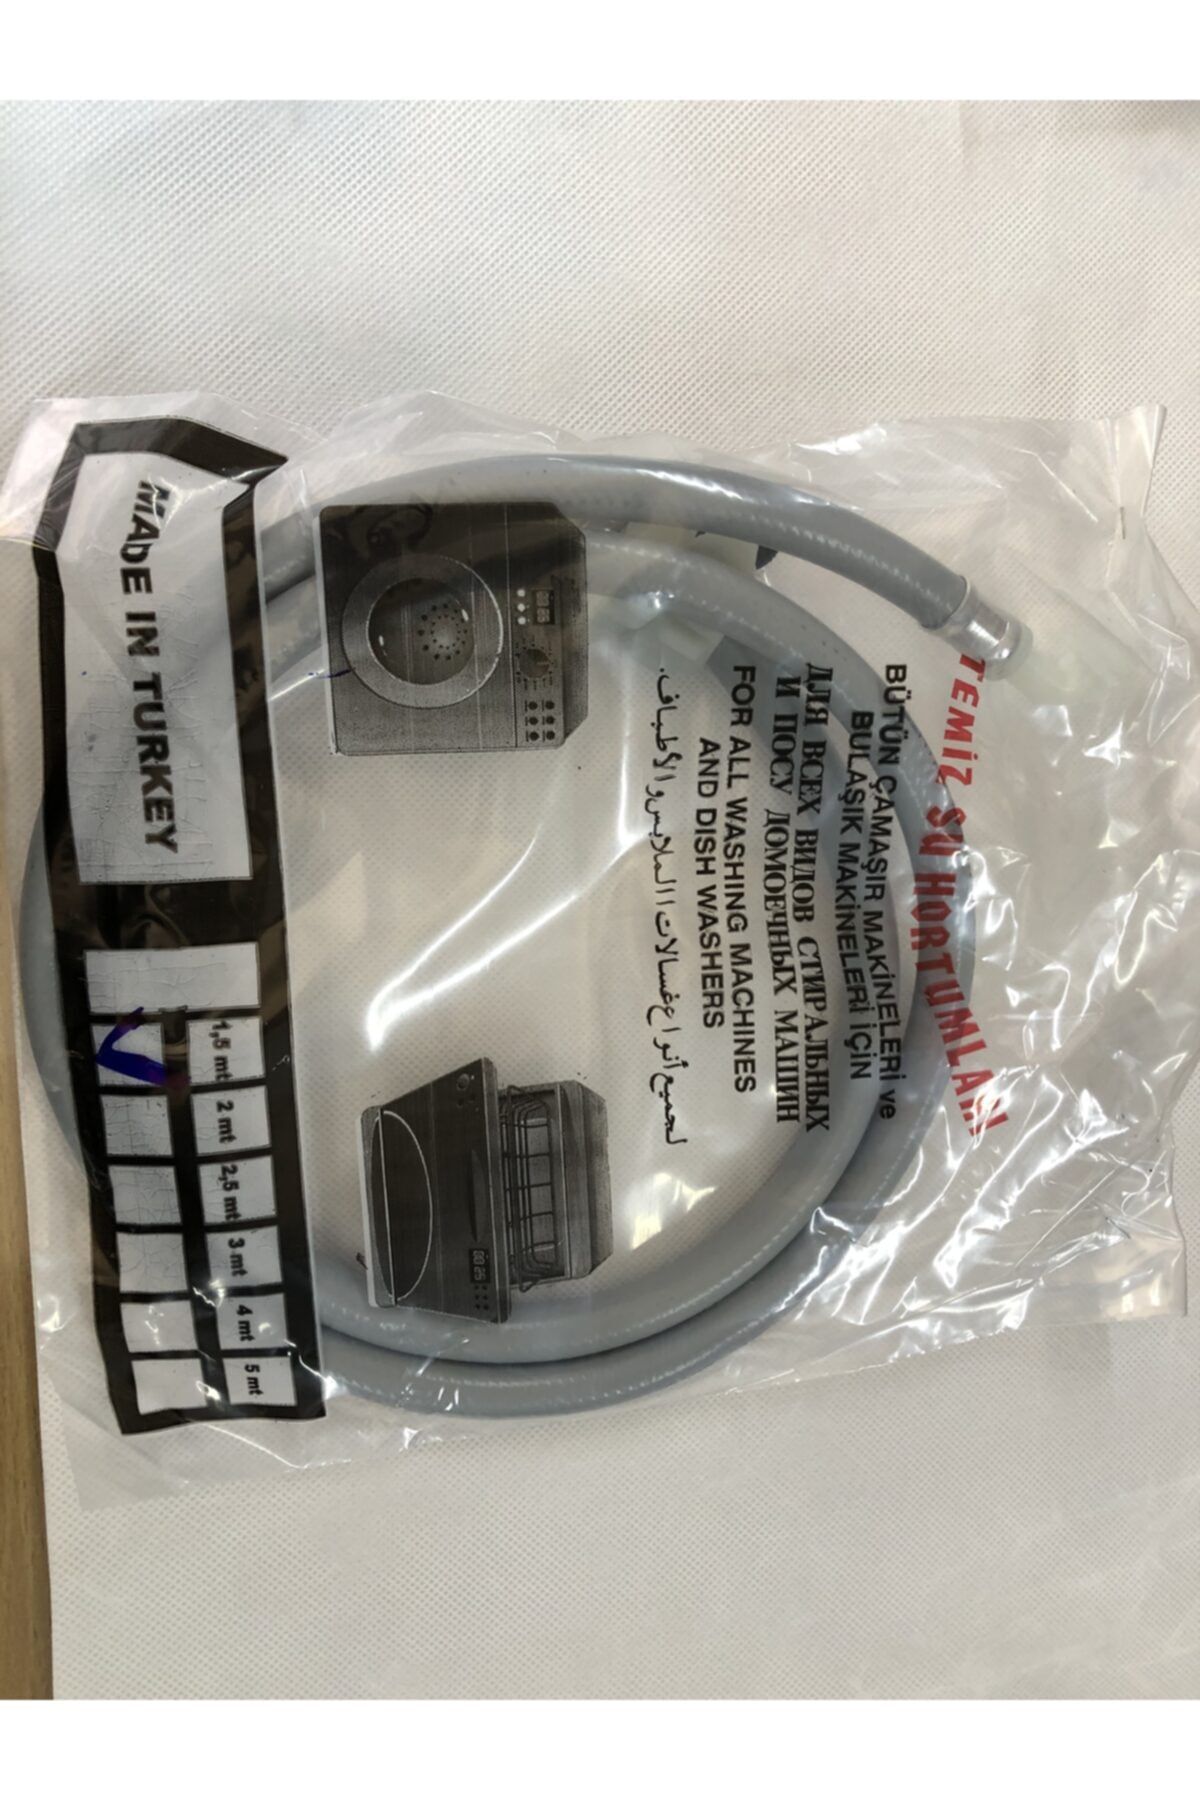 TEMİZ SU HORTUMLARI
BÜTÜN ÇAMAŞIR MAKİNELERİ ve
BULAŞIK MAKİNELERİ İÇİN
ДЛЯ ВСЕХ ВИДОВ СТИРАЛЬНЫХ
И ПОСУ ДОМОЕЧНЫХ МАШИН
FOR ALL WASHING MACHINES
AND DISH WASHERS
لجميع أنواع غسالات الملابس و الأطباف.
MAdE IN TURKEY
1,5 mt
2 mt
2,5 mt
3 mt
4 mt
5 mt